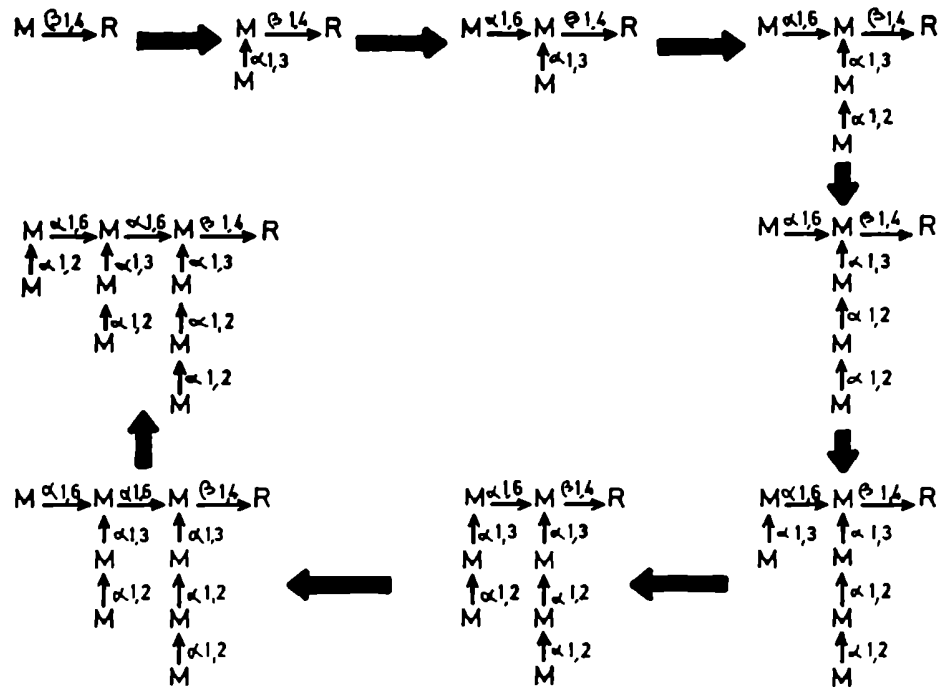 M β1,4 R M β 1,4 R M α1,6 M β1,4 R M α1,6 M β1,4 R
α1,3 α1,3 α1,3
M M M
α1,2
M
M α1,6 M α1,6 M β 1,4 R M α1,6 M β1,4 R
α1,2 α1,3 α1,3 α1,3
M M M M
α1,2 α1,2 α1,2
M M M
α1,2 α1,2
M M
M α1,6 M α1,6 M β1,4 R M α1,6 M β1,4 R M α1,6 M β1,4 R
α1,3 α1,3 α1,3 α1,3 α1,3 α1,3
M M M M M M
α1,2 α1,2 α1,2 α1,2 α1,2
M M M M M
α1,2 α1,2 α1,2
M M M